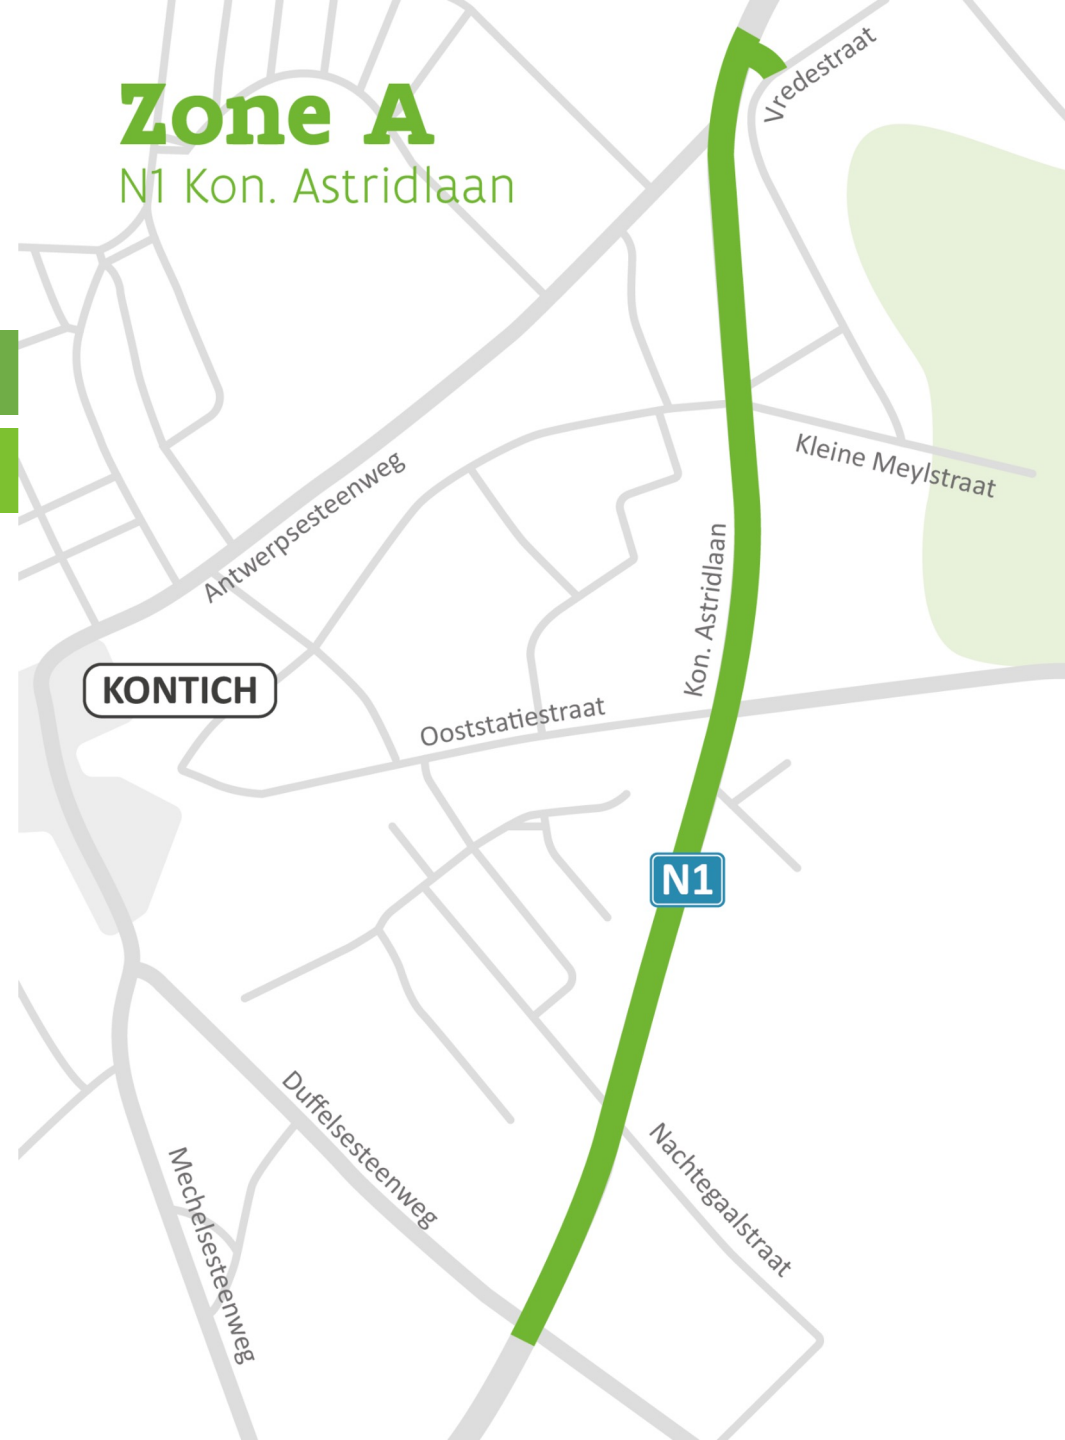 Zone A
N1 Kon. Astridlaan
Vredestraat
Kleine Meylstraat
Antwerpsesteenweg
Kon. Astridlaan
KONTICH
Ooststatiestraat
N1
Duffelsesteenweg
Nachtegaalstraat
Mechelsesteenweg